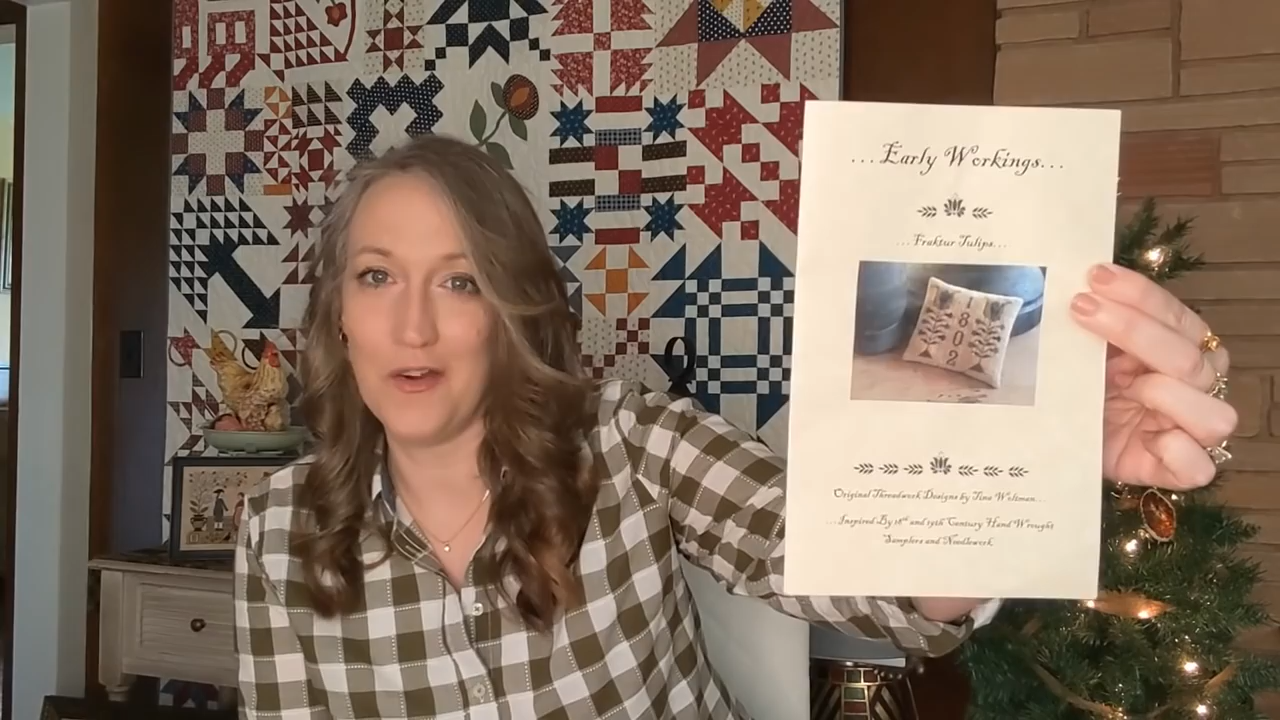 ...Early Workings...
...Fraktur Tulips...
1
8
0
2
Original Threadwork Designs by Tina Woltman...
...Inspired By 18th and 19th Century Hand Wrought
Samplers and Needlework